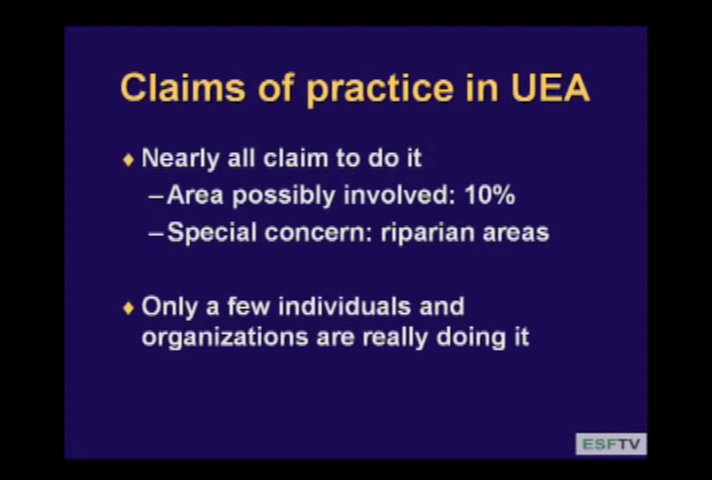 Claims of practice in UEA
♦ Nearly all claim to do it
–Area possibly involved: 10%
–Special concern: riparian areas
♦ Only a few individuals and
organizations are really doing it
ESFTV